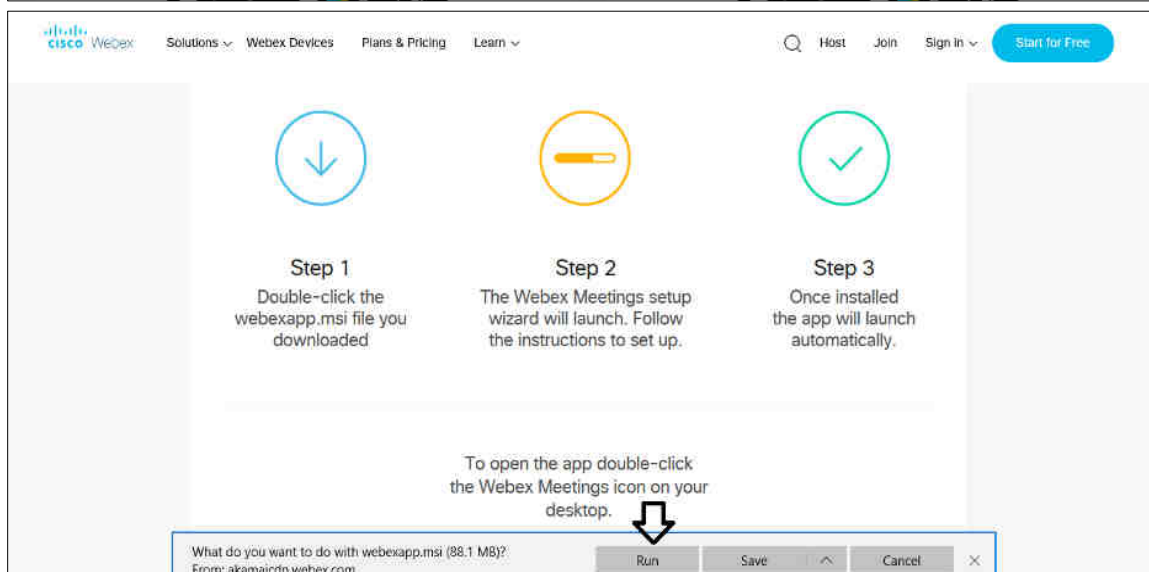 cisco Webex Solutions Webex Devices Plans & Pricing Learn Host Join Sign in Start for Free
Step 1
Double-click the
webexapp.msi file you
downloaded
Step 2
The Webex Meetings setup
wizard will launch. Follow
the instructions to set up.
Step 3
Once installed
the app will launch
automatically.
To open the app double-click
the Webex Meetings icon on your
desktop.
What do you want to do with webexapp.msi (88.1 MB)?
From: akamaicdn.webex.com
Run Save Cancel